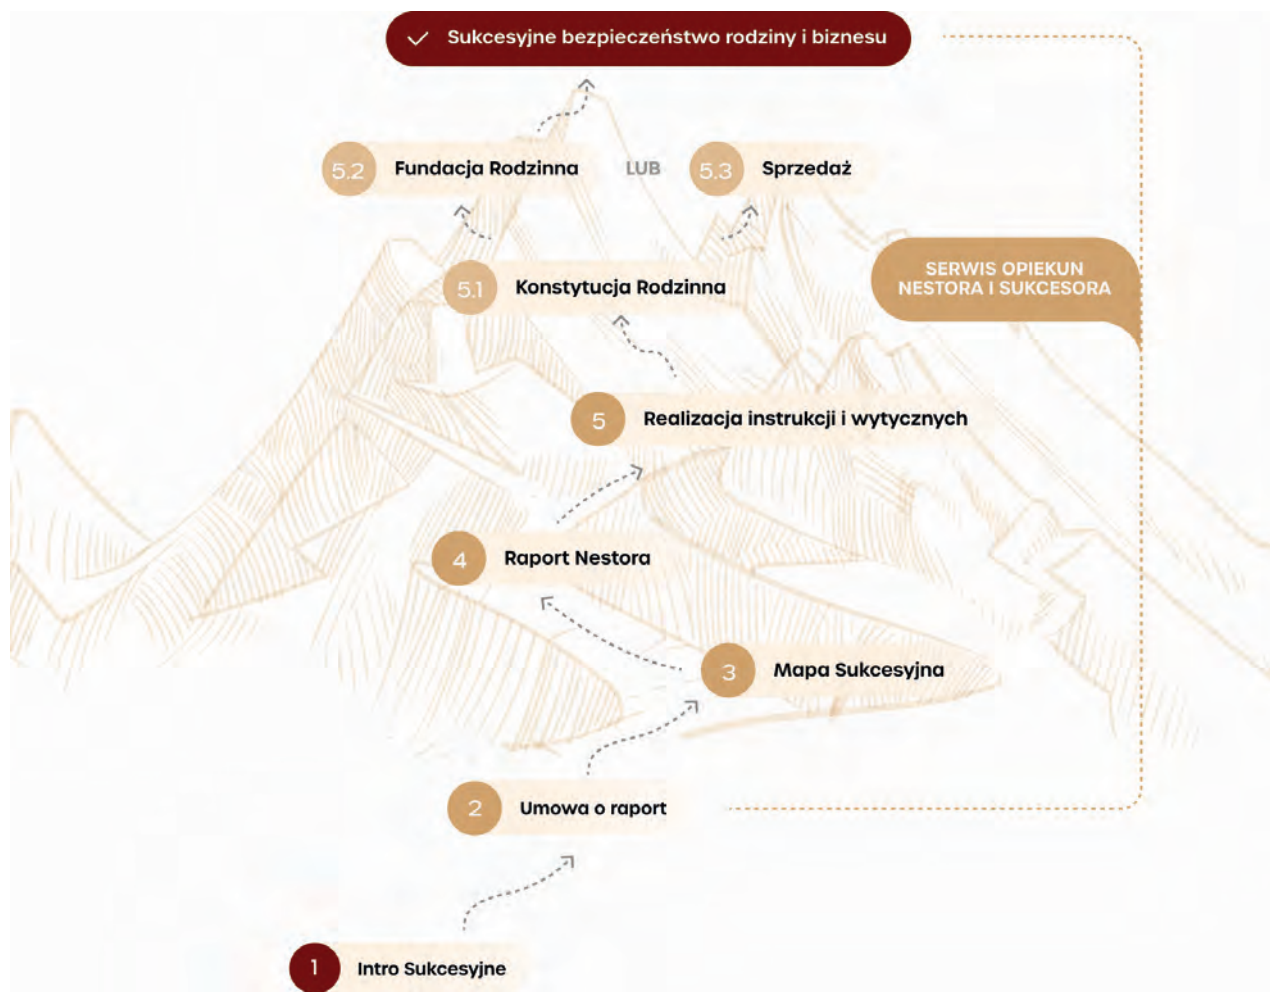 Sukcesyjne bezpieczeństwo rodziny i biznesu
5.2 Fundacja Rodzinna
LUB
5.3 Sprzedaż
SERWIS OPIEKUN
NESTORA I SUKCESORA
5.1 Konstytucja Rodzinna
5 Realizacja instrukcji i wytycznych
4 Raport Nestora
3 Mapa Sukcesyjna
2 Umowa o raport
1 Intro Sukcesyjne